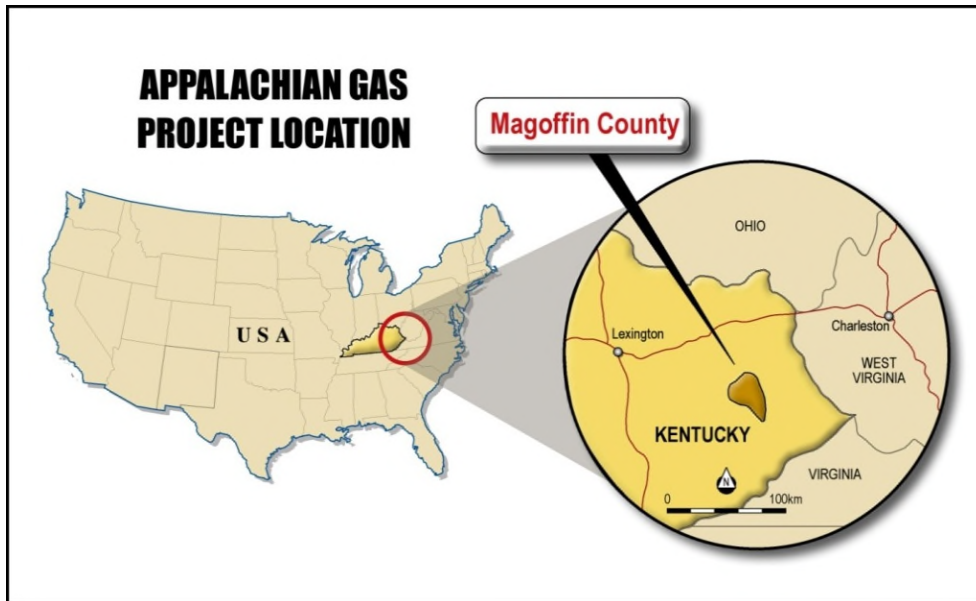 APPALACHIAN GAS
PROJECT LOCATION
Magoffin County
OHIO
USA
Lexington
Charleston
WEST
VIRGINIA
KENTUCKY
N
VIRGINIA
0
100km